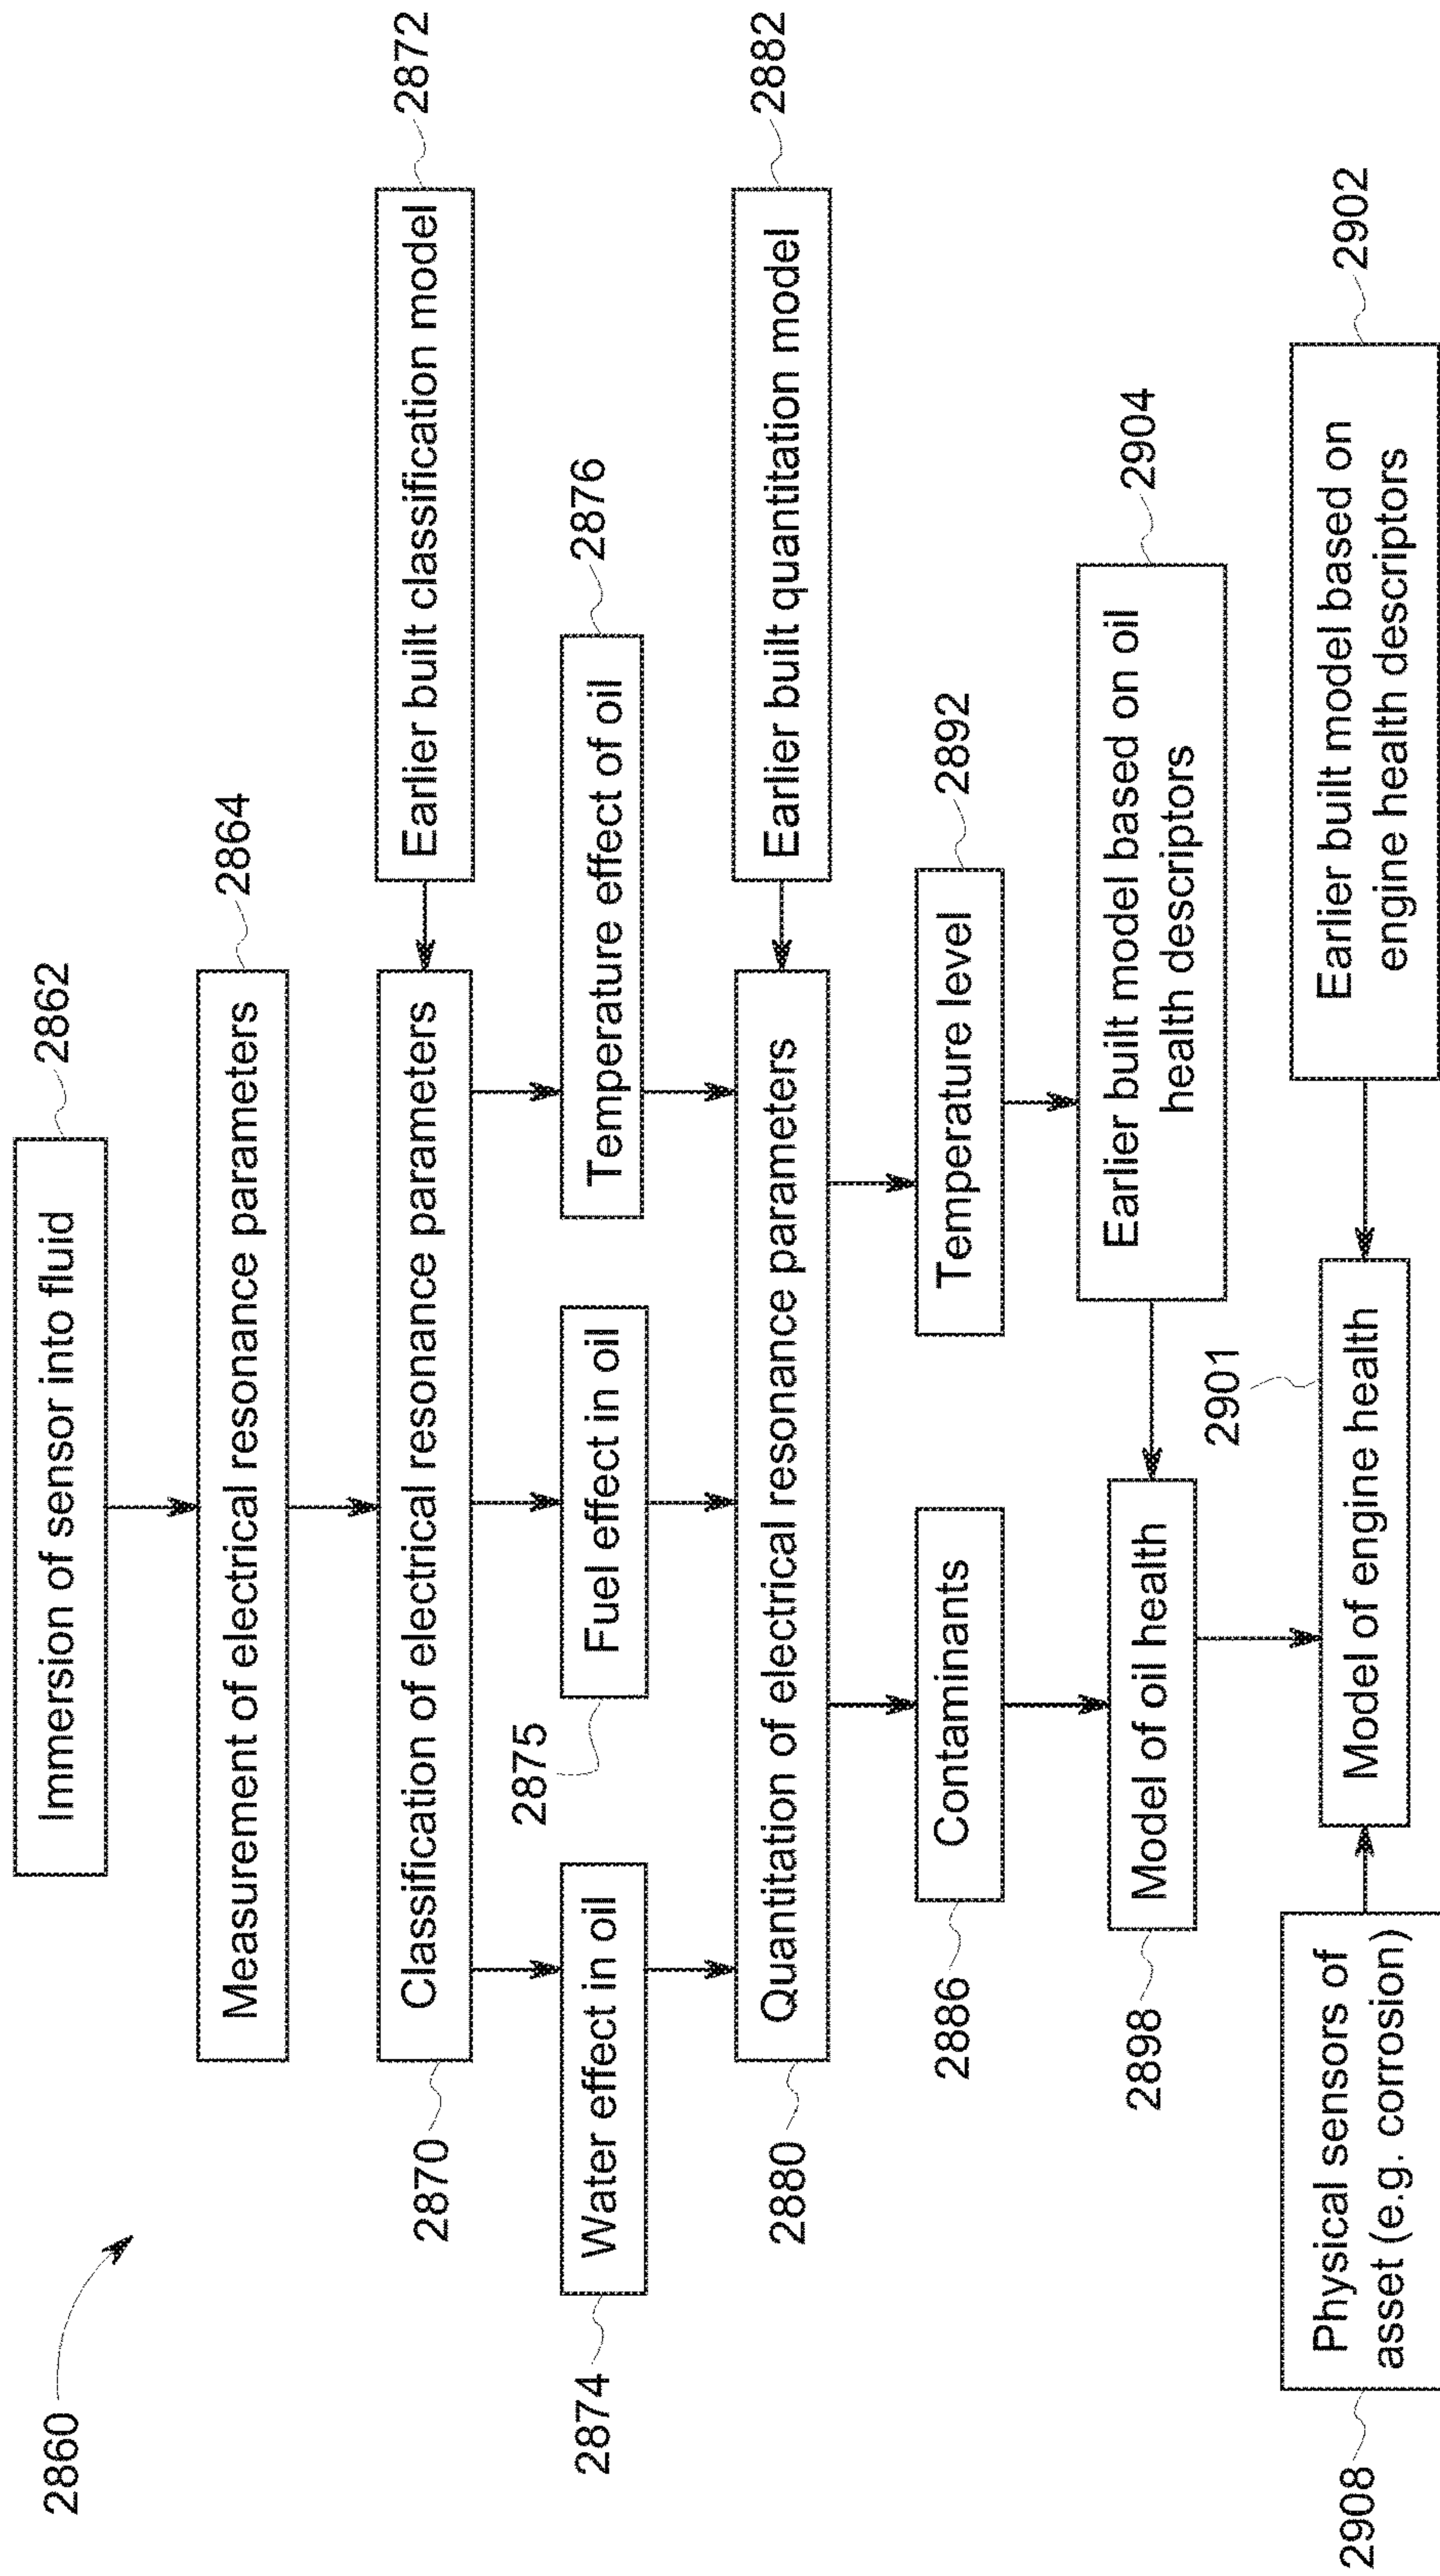 2860
Immersion of sensor into fluid
2862
Measurement of electrical resonance parameters
2864
2870
Classification of electrical resonance parameters
Earlier built classification model
2872
2874
Water effect in oil
2875
Fuel effect in oil
Temperature effect of oil
2876
2880
Quantitation of electrical resonance parameters
Earlier built quantitation model
2882
2886
Contaminants
Temperature level
2892
2898
Model of oil health
Earlier built model based on oil
health descriptors
2904
2908
Physical sensors of
asset (e.g. corrosion)
2901
Model of engine health
Earlier built model based on
engine health descriptors
2902